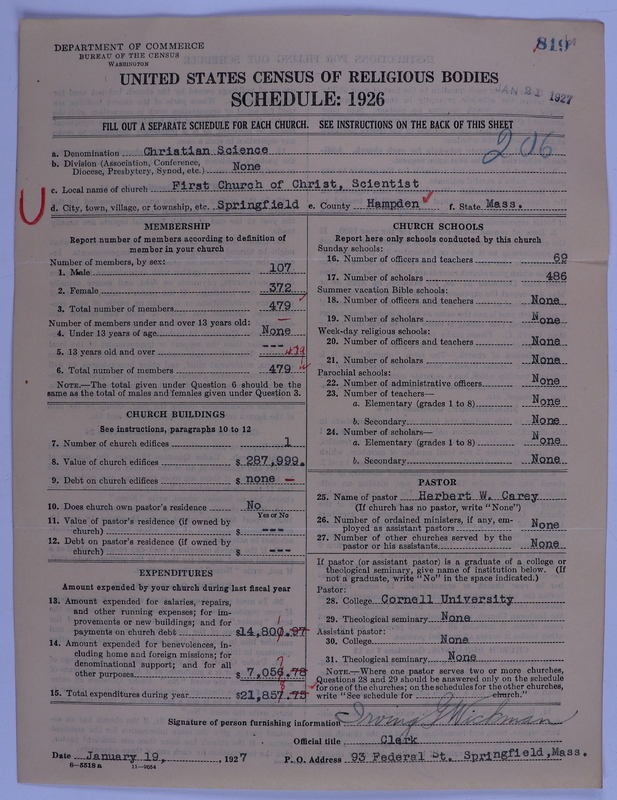 DEPARTMENT OF COMMERCE
BUREAU OF THE CENSUS
WASHINGTON
819
UNITED STATES CENSUS OF RELIGIOUS BODIES
SCHEDULE: 1926
JAN 21 1927
FILL OUT A SEPARATE SCHEDULE FOR EACH CHURCH. SEE INSTRUCTIONS ON THE BACK OF THIS SHEET
206
a. Denomination Christian Science
b. Division (Association, Conference, Diocese, Presbytery, Synod, etc.) None
c. Local name of church First Church of Christ, Scientist
d. City, town, village, or township, etc. Springfield e. County Hampden f. State Mass.
MEMBERSHIP
Report number of members according to definition of
member in your church
Number of members, by sex:
1. Male 107
2. Female 372
3. Total number of members 479
Number of members under and over 13 years old:
4. Under 13 years of age None
5. 13 years old and over --- 479
6. Total number of members 479
NOTE.—The total given under Question 6 should be the
same as the total of males and females given under Question 3.
CHURCH BUILDINGS
See instructions, paragraphs 10 to 12
7. Number of church edifices 1
8. Value of church edifices $ 287,999.
9. Debt on church edifices $ none —
10. Does church own pastor's residence? No
Yes or No
11. Value of pastor's residence (if owned by
church) $ ---
12. Debt on pastor's residence (if owned by
church) $ ---
EXPENDITURES
Amount expended by your church during last fiscal year
13. Amount expended for salaries, repairs,
and other running expenses; for im-
provements or new buildings; and for
payments on church debt $14,800.97
14. Amount expended for benevolences, in-
cluding home and foreign missions; for
denominational support; and for all
other purposes $ 7,056.78
15. Total expenditures during year $21,857.75
CHURCH SCHOOLS
Report here only schools conducted by this church
Sunday schools:
16. Number of officers and teachers 69
17. Number of scholars 486
Summer vacation Bible schools:
18. Number of officers and teachers None
19. Number of scholars None
Week-day religious schools:
20. Number of officers and teachers None
21. Number of scholars None
Parochial schools:
22. Number of administrative officers None
23. Number of teachers—
a. Elementary (grades 1 to 8) None
b. Secondary None
24. Number of scholars—
a. Elementary (grades 1 to 8) None
b. Secondary None
PASTOR
25. Name of pastor Herbert W. Carey
(If church has no pastor, write "None")
26. Number of ordained ministers, if any, em-
ployed as assistant pastors None
27. Number of other churches served by the
pastor or his assistants None
If pastor (or assistant pastor) is a graduate of a college or
theological seminary, give name of institution below. (If
not a graduate, write "No" in the space indicated.)
Pastor:
28. College Cornell University
29. Theological seminary None
Assistant pastor:
30. College None
31. Theological seminary None
NOTE.—Where one pastor serves two or more churches,
Questions 28 and 29 should be answered only on the schedule
for one of the churches; on the schedules for the other churches,
write "See schedule for church."
Signature of person furnishing information Irving J Wickman
Official title Clerk
Date January 19, 1927 P. O. Address 93 Federal St. Springfield, Mass.
8-5518a 11-9054